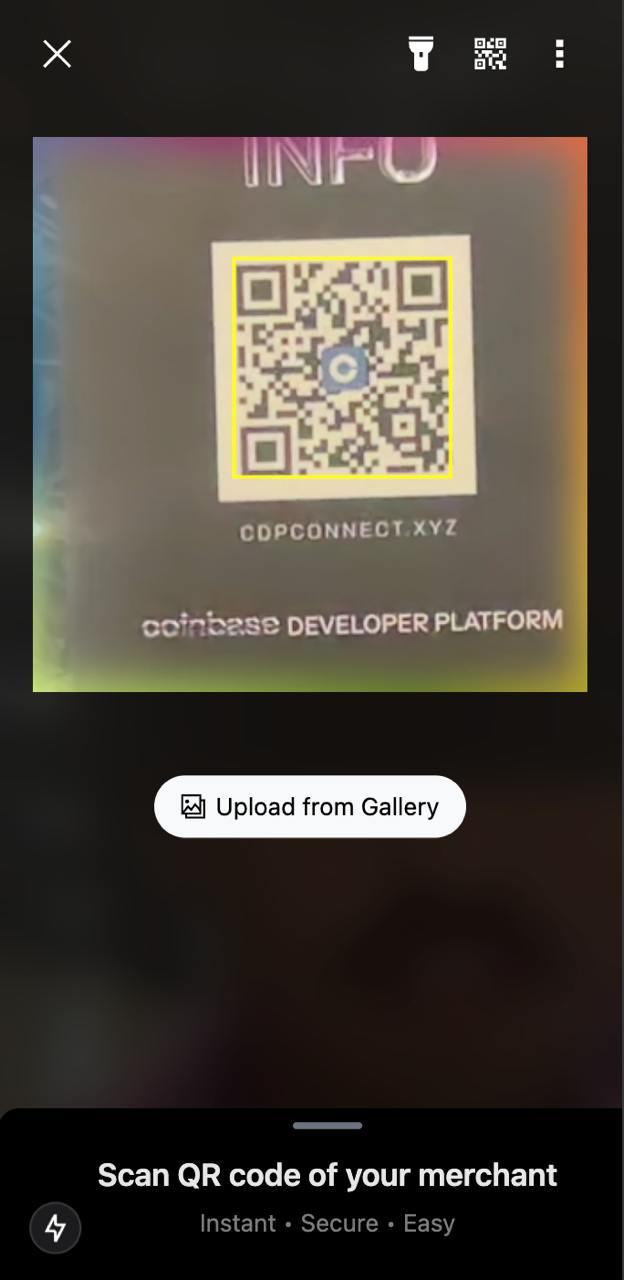 INFO
CDPCONNECT.XYZ
coinbase DEVELOPER PLATFORM
Upload from Gallery
Scan QR code of your merchant
Instant • Secure • Easy